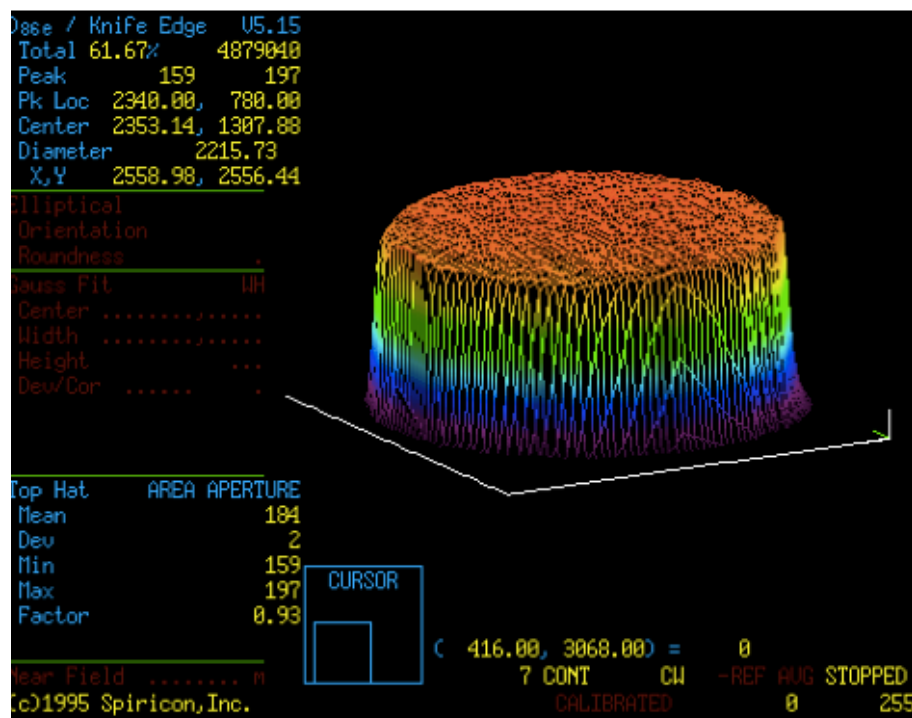 D86e / Knife Edge V5.15
Total 61.67% 4879040
Peak 159 197
Pk Loc 2340.00, 780.00
Center 2353.14, 1307.88
Diameter 2215.73
X,Y 2558.98, 2556.44
Elliptical
Orientation
Roundness .
Gauss Fit WH
Center ........,.....
Width ........,.....
Height ...
Dev/Cor ...... .
Top Hat AREA APERTURE
Mean 184
Dev 2
Min 159
Max 197
Factor 0.93
CURSOR
( 416.00, 3068.00) = 0
7 CONT CW -REF AVG STOPPED
Near Field ........ m
(c)1995 Spiricon,Inc. CALIBRATED 0 255